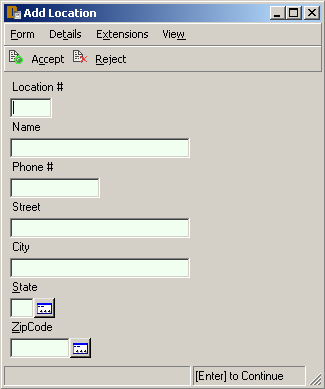 Add Location
Form Details Extensions View
Accept Reject
Location #
Name
Phone #
Street
City
State
ZipCode
[Enter] to Continue